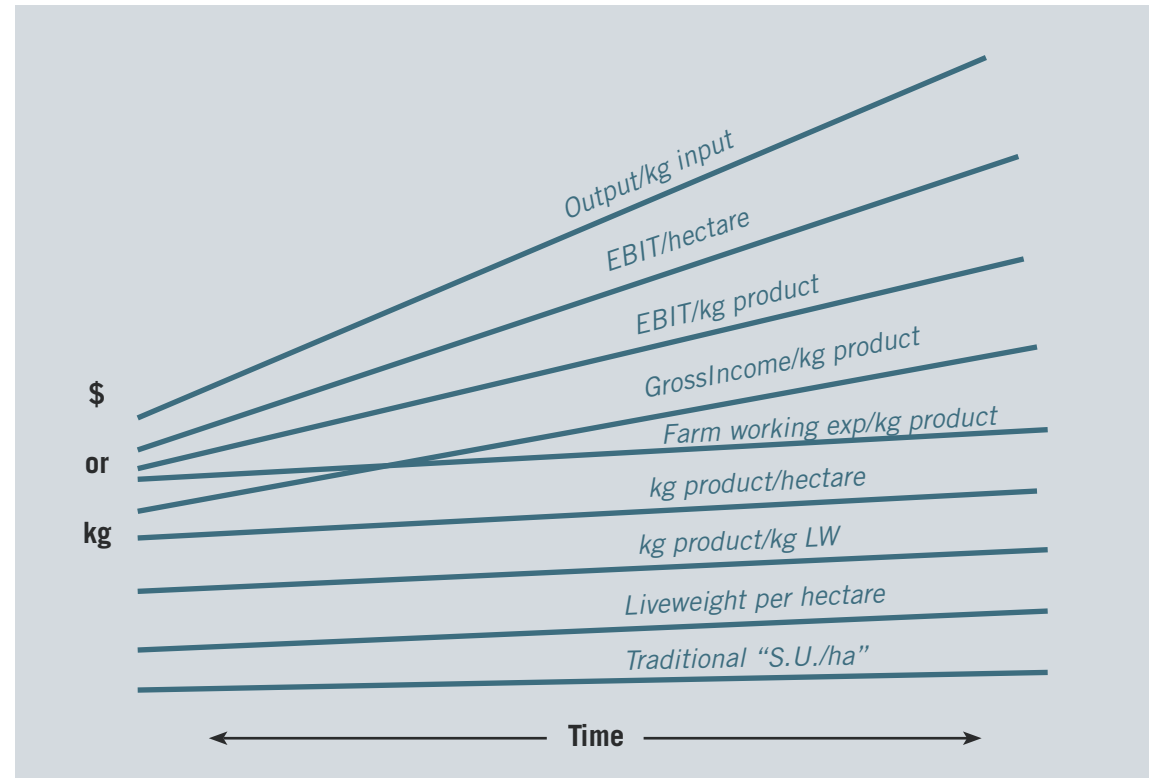 Output/kg input
EBIT/hectare
EBIT/kg product
GrossIncome/kg product
$
Farm working exp/kg product
or
kg product/hectare
kg
kg product/kg LW
Liveweight per hectare
Traditional “S.U./ha”
Time